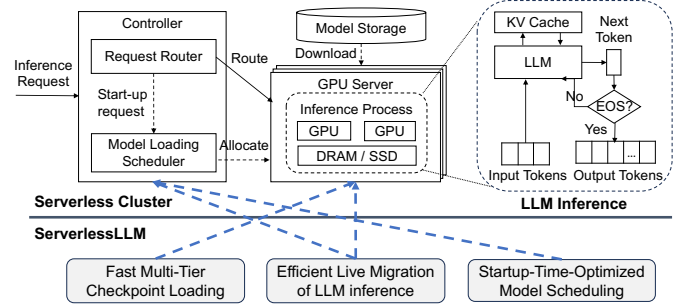 Controller
Request Router
Inference
Request
Start-up
request
Model Loading
Scheduler
Route
Allocate
Model Storage
Download
GPU Server
Inference Process
GPU
GPU
DRAM / SSD
KV Cache
LLM
Next
Token
No
EOS?
Yes
...
Input Tokens
Output Tokens
Serverless Cluster
LLM Inference
ServerlessLLM
Fast Multi-Tier
Checkpoint Loading
Efficient Live Migration
of LLM inference
Startup-Time-Optimized
Model Scheduling